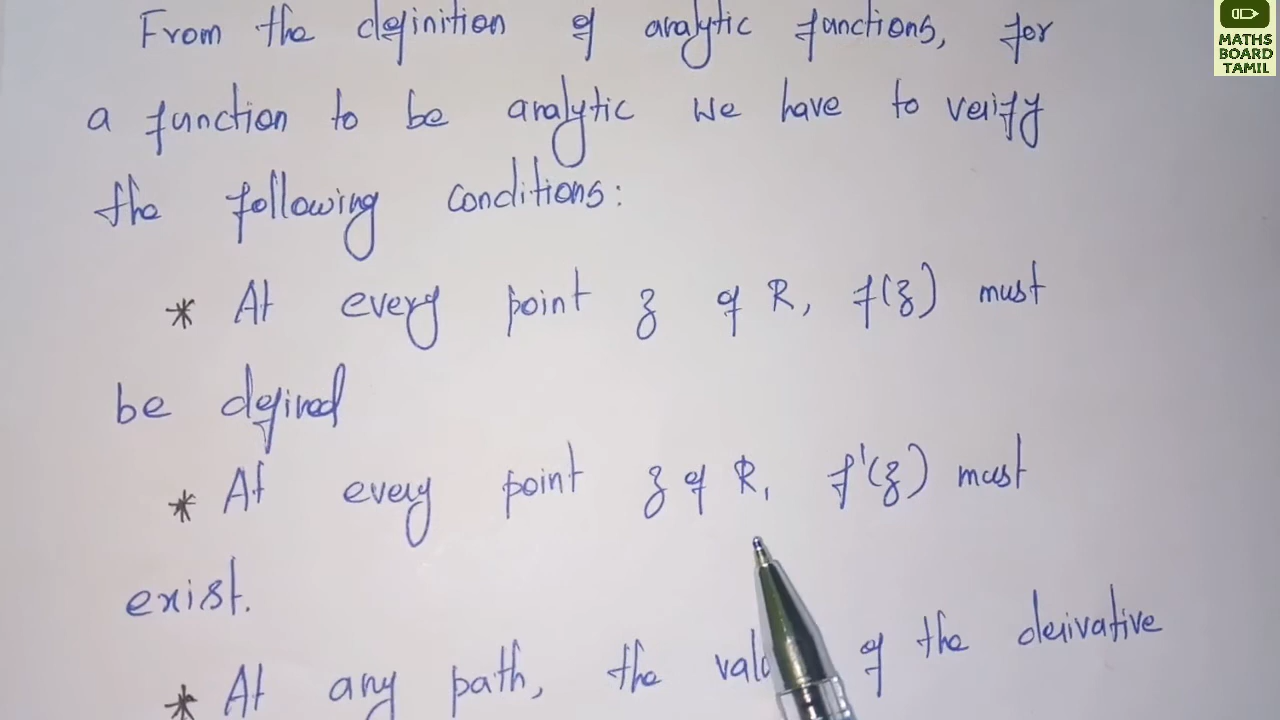 From the definition of analytic functions, for
a function to be analytic we have to verify
the following conditions:
* At every point z of R, f(z) must
be defined
* At every point z of R, f'(z) must
exist.
* At any path, the of the derivative
MATHS
BOARD
TAMIL